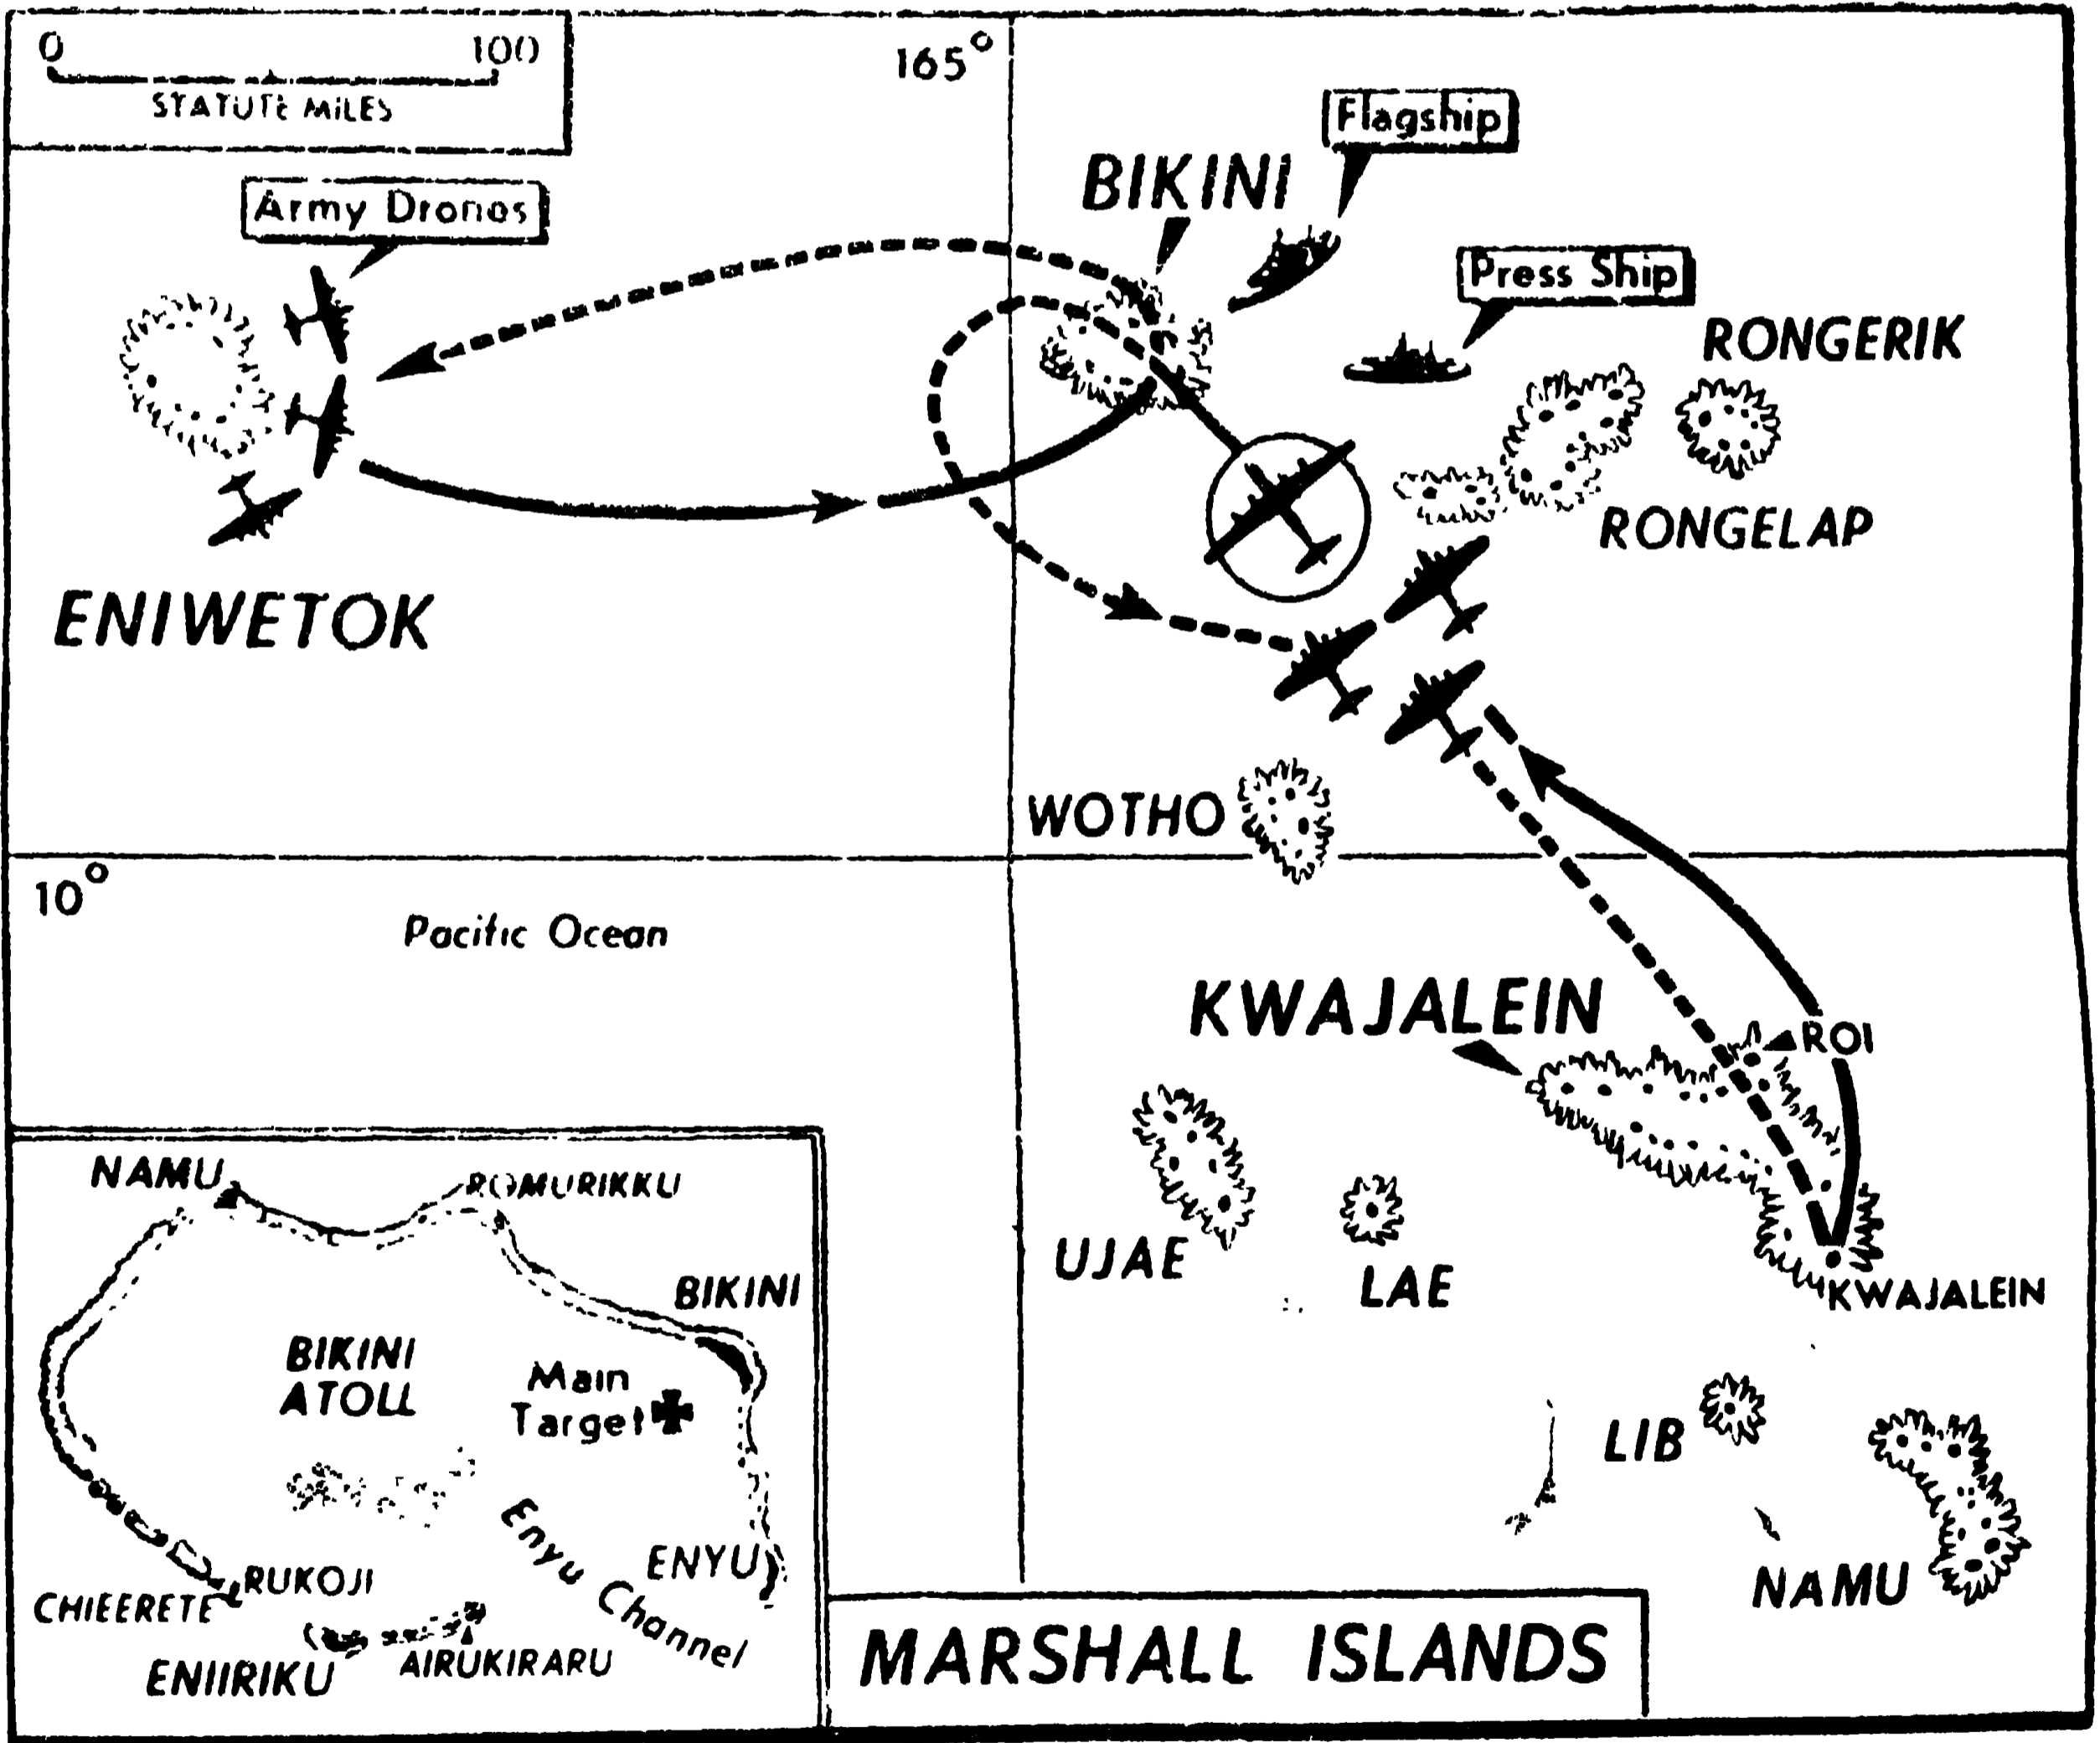 0 100
STATUTE MILES
165°
Flagship
BIKINI
Army Drones
Press Ship
RONGERIK
RONGELAP
ENIWETOK
WOTHO
10°
Pacific Ocean
KWAJALEIN
ROI
UJAE
LAE
KWAJALEIN
LIB
NAMU
MARSHALL ISLANDS
NAMU
ROMURIKKU
BIKINI
BIKINI
ATOLL
Main
Target
Enyu Channel
ENYU
RUKOJI
CHIEERETE
ENIIRIKU
AIRUKIRARU